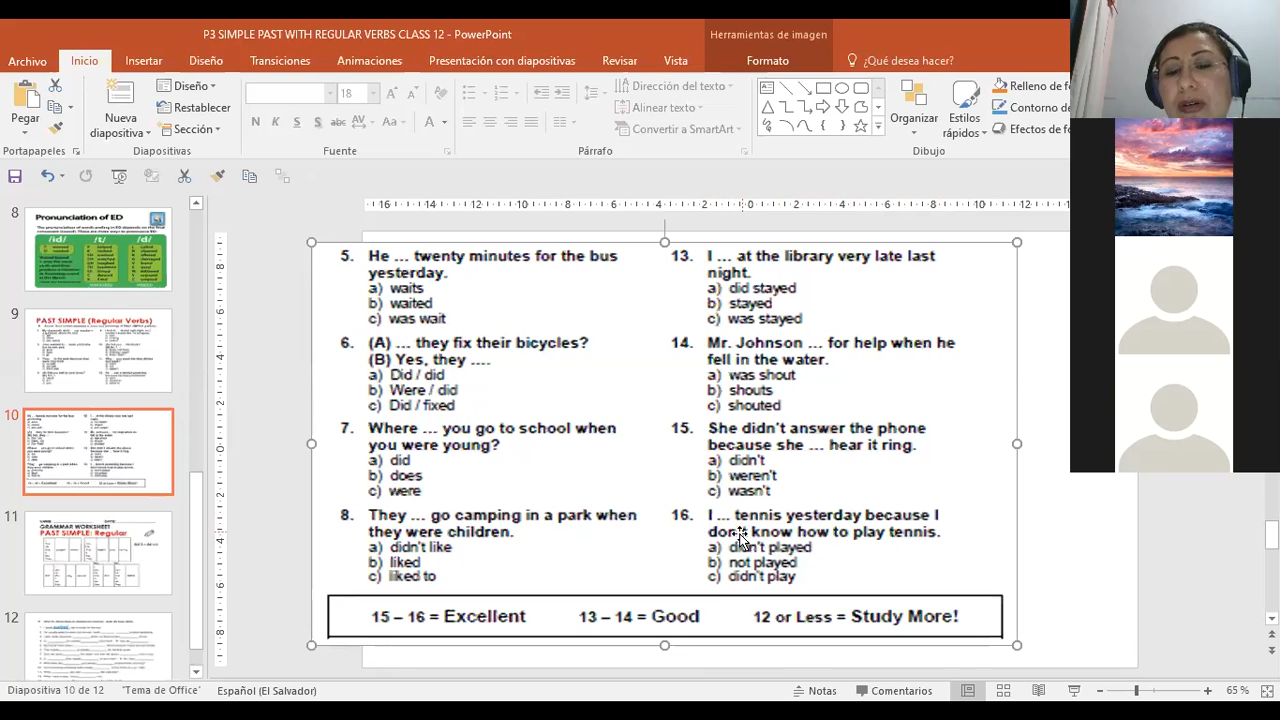 P3 SIMPLE PAST WITH REGULAR VERBS CLASS 12 - PowerPoint
Herramientas de imagen
Archivo Inicio Insertar Diseño Transiciones Animaciones Presentación con diapositivas Revisar Vista Formato ¿Qué desea hacer?
Pegar
Nueva diapositiva
Diseño
Restablecer
Sección
18
N K S S abc AV Aa A
Dirección del texto
Alinear texto
Convertir a SmartArt
Organizar
Estilos rápidos
Relleno de
Contorno de
Efectos de fo
Portapapeles Diapositivas Fuente Párrafo Dibujo
8
Pronunciation of ED
/id/ /t/ /d/
9
PAST SIMPLE (Regular Verbs)
10
11
GRAMMAR WORKSHEET
PAST SIMPLE: Regular
12
5. He ... twenty minutes for the bus
yesterday.
a) waits
b) waited
c) was wait
6. (A) ... they fix their bicycles?
(B) Yes, they ....
a) Did / did
b) Were / did
c) Did / fixed
7. Where ... you go to school when
you were young?
a) did
b) does
c) were
8. They ... go camping in a park when
they were children.
a) didn't like
b) liked
c) liked to
13. I ... at the library very late last
night.
a) did stayed
b) stayed
c) was stayed
14. Mr. Johnson ... for help when he
fell in the water.
a) was shout
b) shouts
c) shouted
15. She didn't answer the phone
because she ... hear it ring.
a) didn't
b) weren't
c) wasn't
16. I ... tennis yesterday because I
don't know how to play tennis.
a) didn't played
b) not played
c) didn't play
15 – 16 = Excellent 13 – 14 = Good 12 or Less = Study More!
Diapositiva 10 de 12 "Tema de Office" Español (El Salvador) Notas Comentarios 65 %